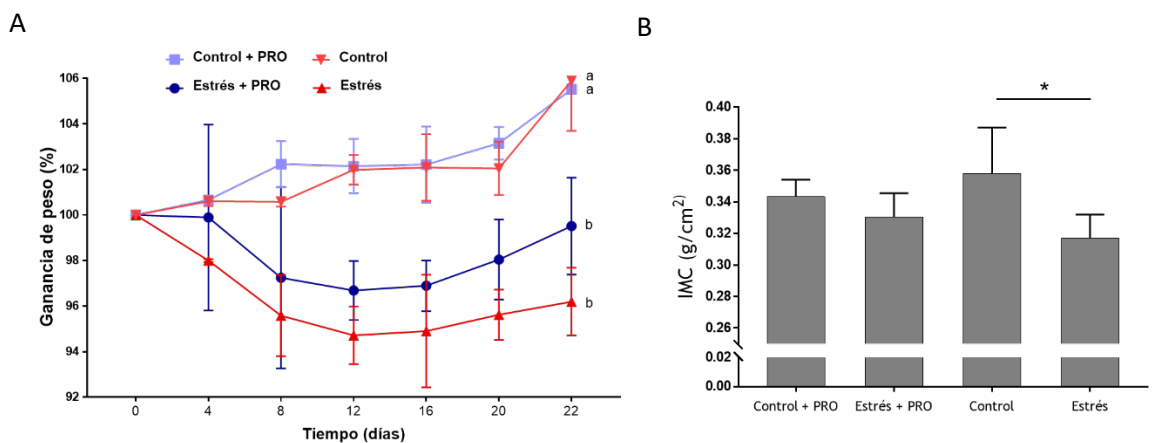 A
Control + PRO
Control
Estrés + PRO
Estrés
Ganancia de peso (%)
106
104
102
100
98
96
94
92
a
a
b
b
0 4 8 12 16 20 22
Tiempo (días)
B
*
IMC (g/cm²)
0.40
0.38
0.36
0.34
0.32
0.30
0.28
0.26
0.02
0.00
Control + PRO
Estrés + PRO
Control
Estrés